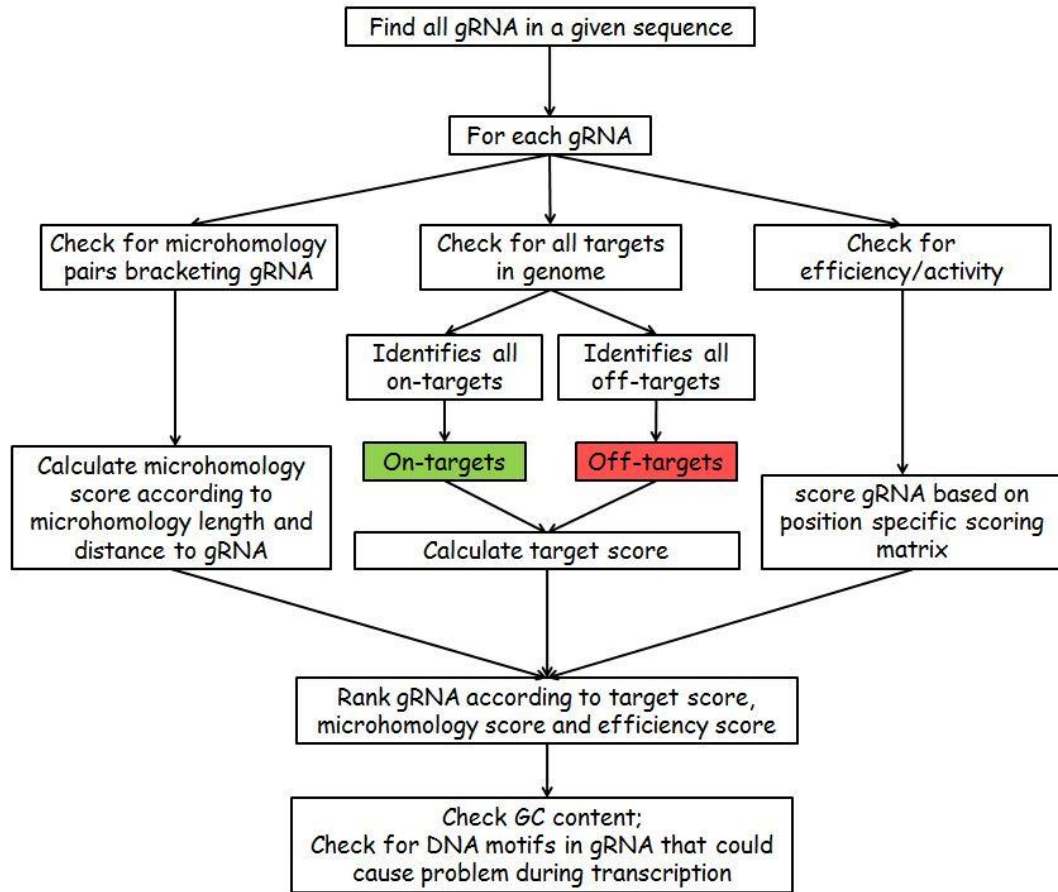 Find all gRNA in a given sequence
For each gRNA
Check for microhomology
pairs bracketing gRNA
Check for all targets
in genome
Check for
efficiency/activity
Identifies all
on-targets
Identifies all
off-targets
On-targets
Off-targets
Calculate microhomology
score according to
microhomology length and
distance to gRNA
Calculate target score
score gRNA based on
position specific scoring
matrix
Rank gRNA according to target score,
microhomology score and efficiency score
Check GC content;
Check for DNA motifs in gRNA that could
cause problem during transcription